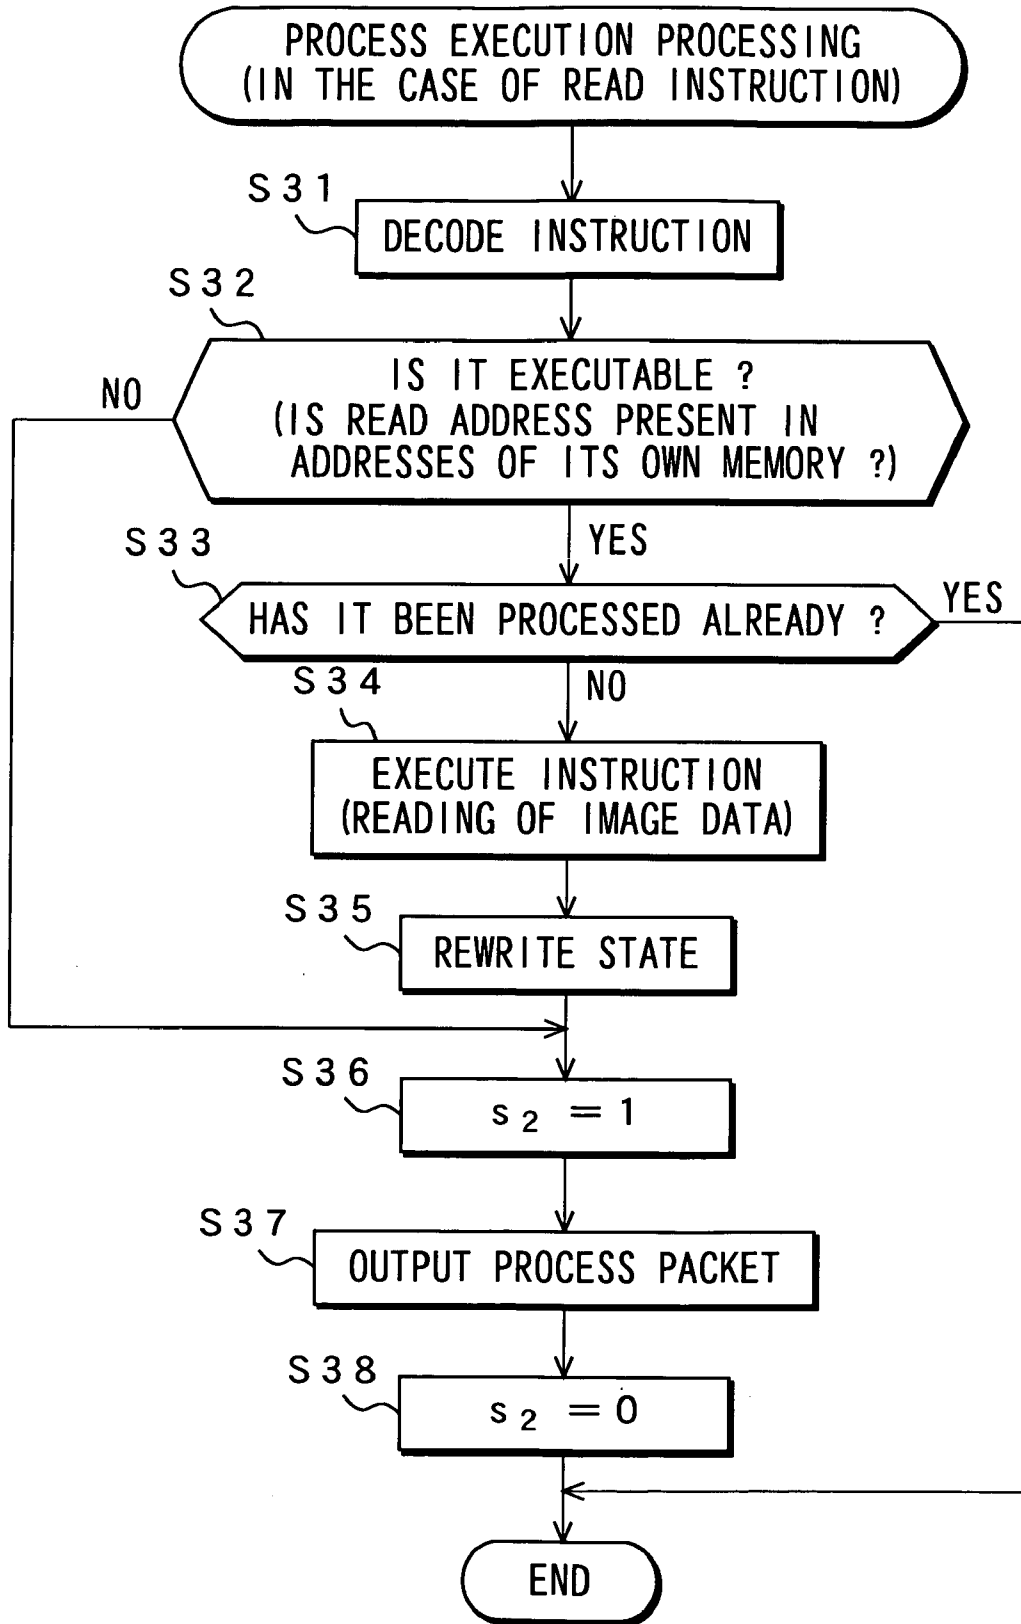 PROCESS EXECUTION PROCESSING
(IN THE CASE OF READ INSTRUCTION)
S31
DECODE INSTRUCTION
S32
IS IT EXECUTABLE ?
NO
(IS READ ADDRESS PRESENT IN
ADDRESSES OF ITS OWN MEMORY ?)
YES
S33
HAS IT BEEN PROCESSED ALREADY ?
YES
NO
S34
EXECUTE INSTRUCTION
(READING OF IMAGE DATA)
S35
REWRITE STATE
S36
s₂ = 1
S37
OUTPUT PROCESS PACKET
S38
s₂ = 0
END